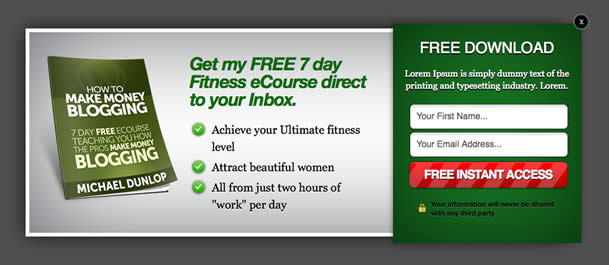 HOW TO
MAKE MONEY
BLOGGING
7 DAY FREE ECOURSE
TEACHING YOU HOW
THE PROS MAKE MONEY
BLOGGING
MICHAEL DUNLOP
Get my FREE 7 day
Fitness eCourse direct
to your Inbox.
Achieve your Ultimate fitness
level
Attract beautiful women
All from just two hours of
"work" per day
x
FREE DOWNLOAD
Lorem Ipsum is simply dummy text of the
printing and typesetting industry. Lorem.
Your First Name...
Your Email Address...
FREE INSTANT ACCESS
Your information will never be shared
with any third party